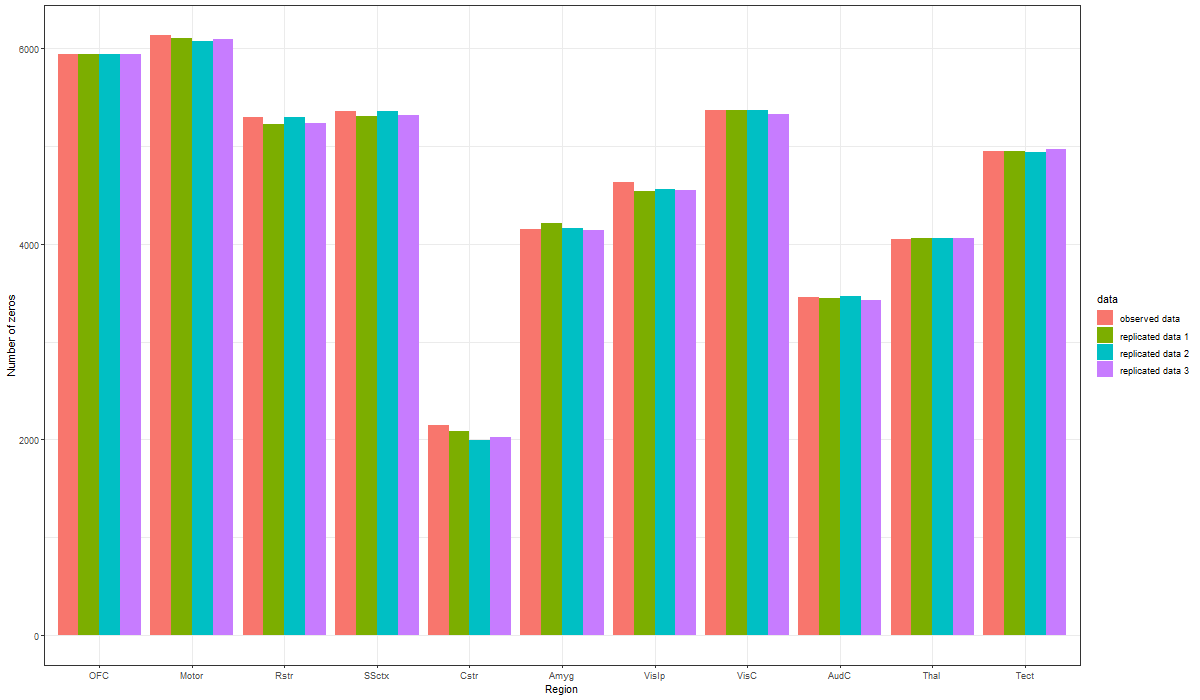 Number of zeros
6000
4000
2000
0
OFC Motor Rstr SSctx Cstr Amyg VisIp VisC AudC Thal Tect
Region
data
observed data
replicated data 1
replicated data 2
replicated data 3